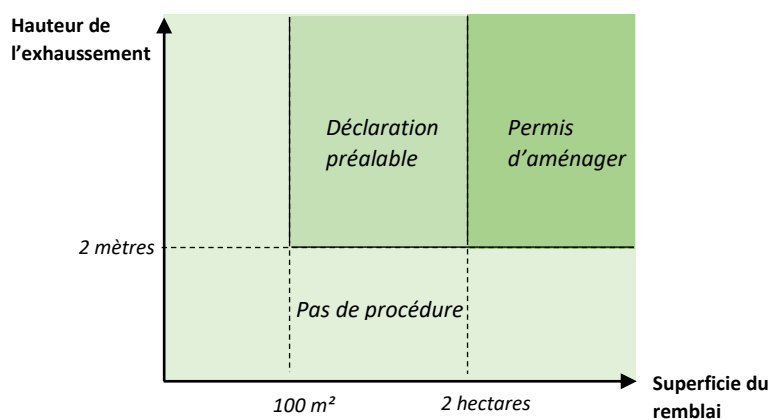 Hauteur de
l’exhaussement
Déclaration
préalable
Permis
d’aménager
2 mètres
Pas de procédure
100 m²
2 hectares
Superficie du
remblai